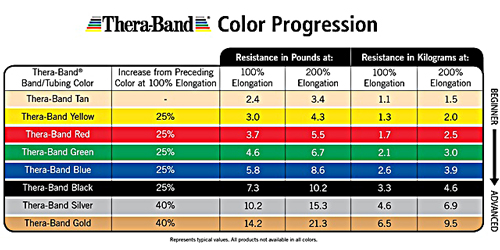 Thera-Band® Color Progression
Resistance in Pounds at: Resistance in Kilograms at:
Thera-Band® Increase from Preceding 100% 200% 100% 200%
Band/Tubing Color Color at 100% Elongation Elongation Elongation Elongation Elongation
Thera-Band Tan - 2.4 3.4 1.1 1.5
Thera-Band Yellow 25% 3.0 4.3 1.3 2.0
Thera-Band Red 25% 3.7 5.5 1.7 2.5
Thera-Band Green 25% 4.6 6.7 2.1 3.0
Thera-Band Blue 25% 5.8 8.6 2.6 3.9
Thera-Band Black 25% 7.3 10.2 3.3 4.6
Thera-Band Silver 40% 10.2 15.3 4.6 6.9
Thera-Band Gold 40% 14.2 21.3 6.5 9.5
BEGINNER
ADVANCED
Represents typical values. All products not available in all colors.